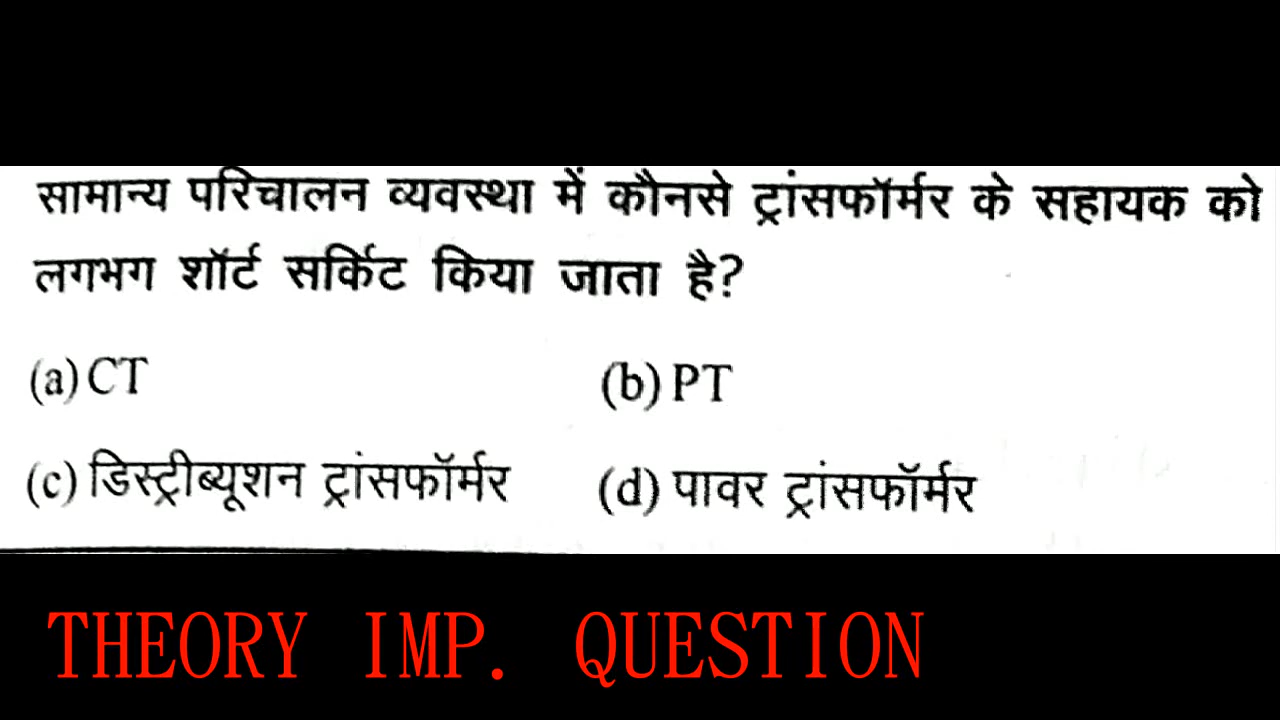 सामान्य परिचालन व्यवस्था में कौनसे ट्रांसफॉर्मर के सहायक को
लगभग शॉर्ट सर्किट किया जाता है?
(a) CT (b) PT
(c) डिस्ट्रीब्यूशन ट्रांसफॉर्मर (d) पावर ट्रांसफॉर्मर
THEORY IMP. QUESTION